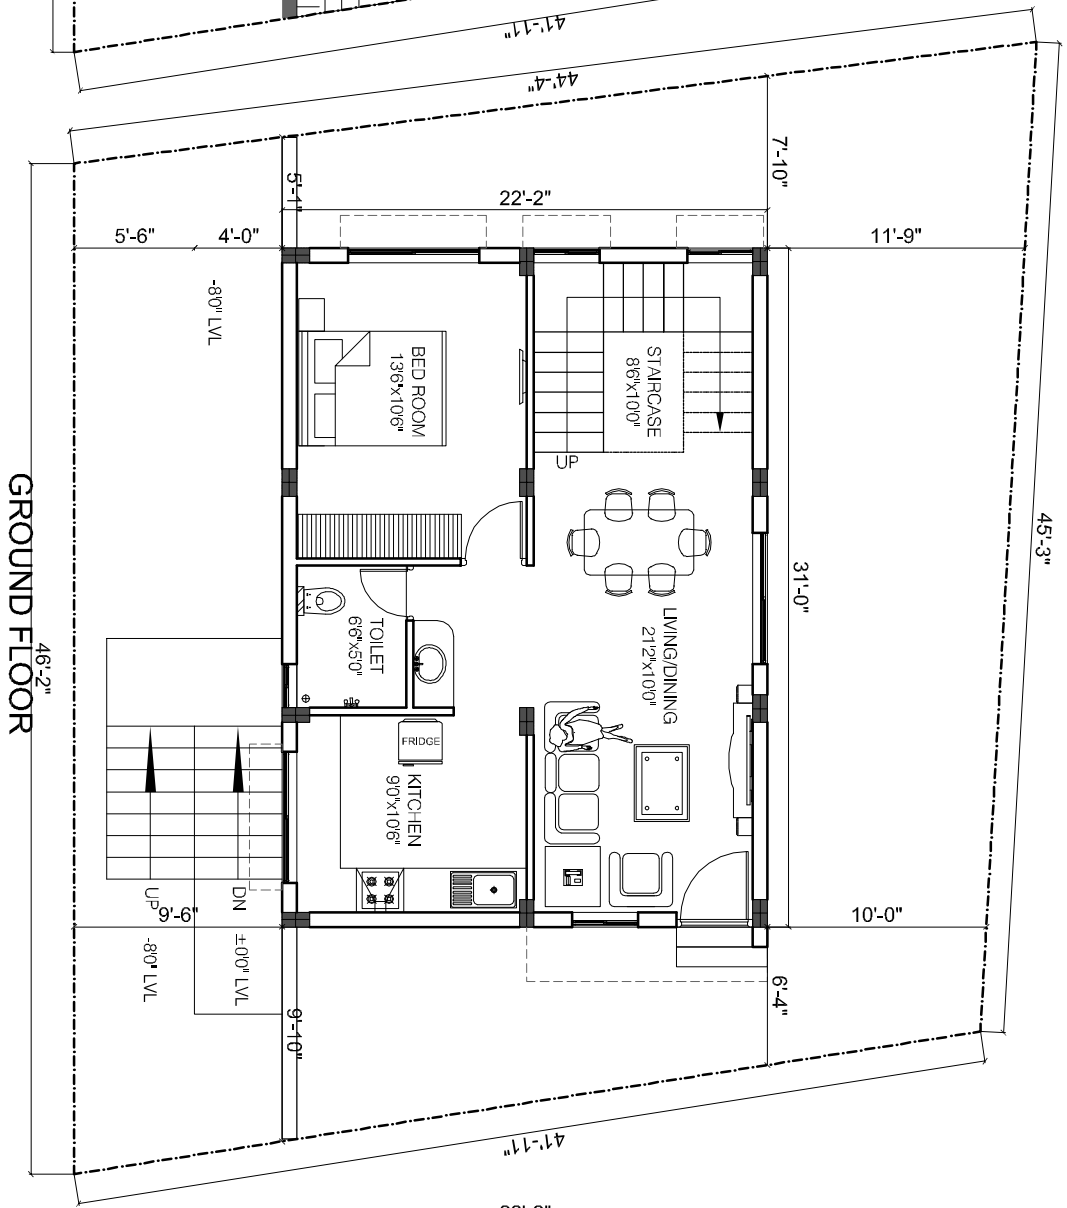 41'-11"
44'-4"
7'-10"
5'-1"
22'-2"
5'-6"
4'-0"
11'-9"
-8'0" LVL
BED ROOM
13'6"x10'6"
STAIRCASE
8'6"x10'0"
UP
45'-3"
31'-0"
GROUND FLOOR
46'-2"
TOILET
6'6"x5'0"
LIVING/DINING
21'2"x10'0"
FRIDGE
KITCHEN
9'0"x10'6"
UP
DN
9'-6"
10'-0"
-8'0" LVL
±0'0" LVL
6'-4"
9'-10"
41'-11"